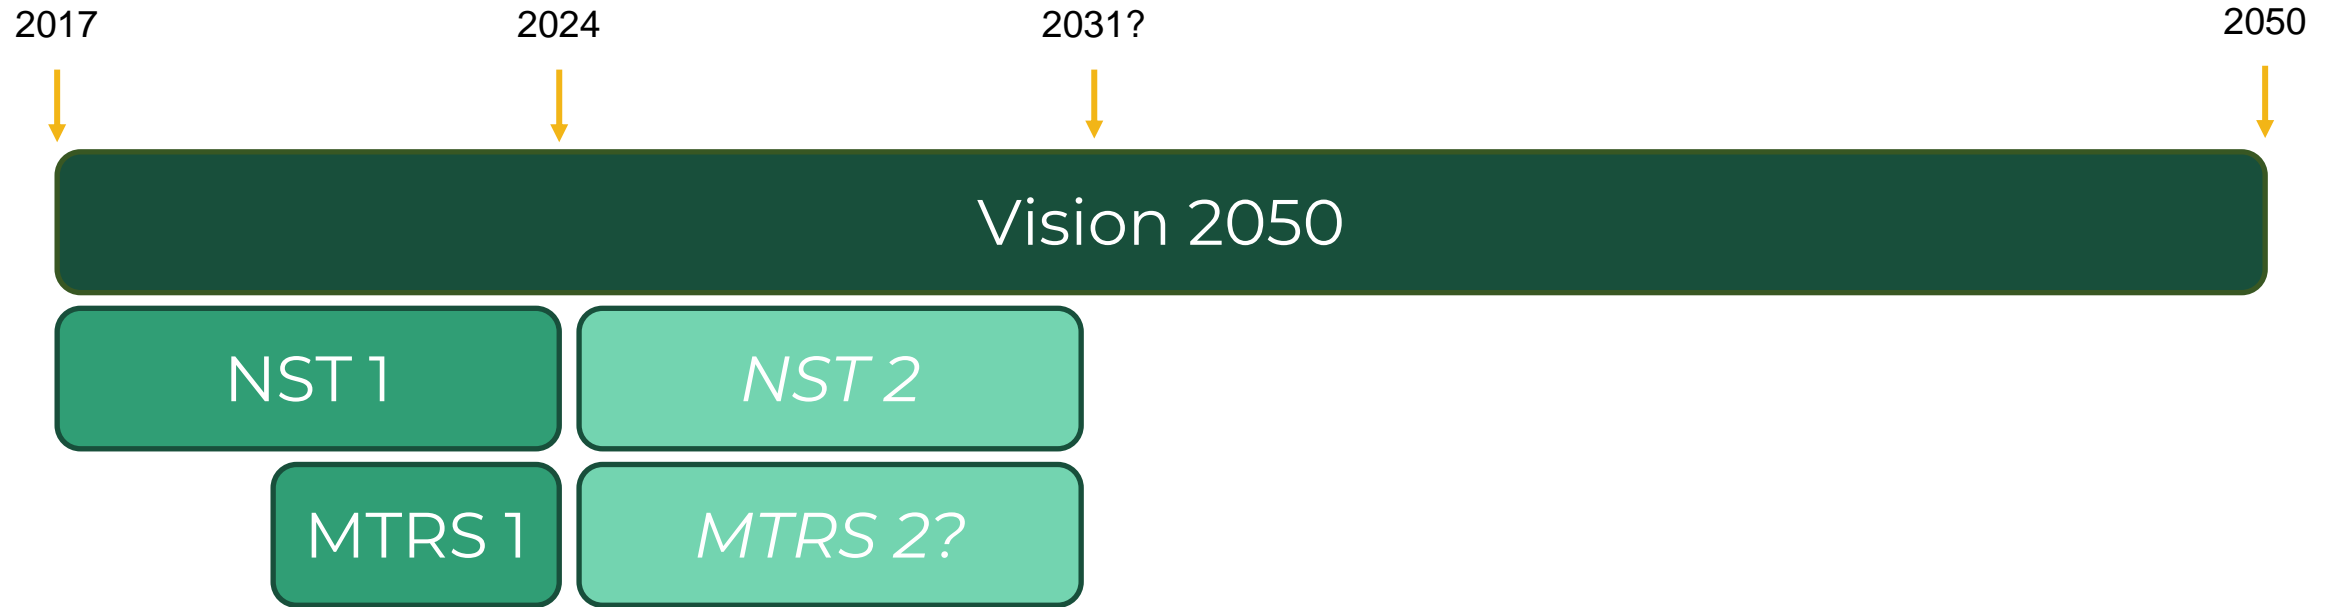 2017 2024 2031? 2050
Vision 2050
NST 1 NST 2
MTRS 1 MTRS 2?